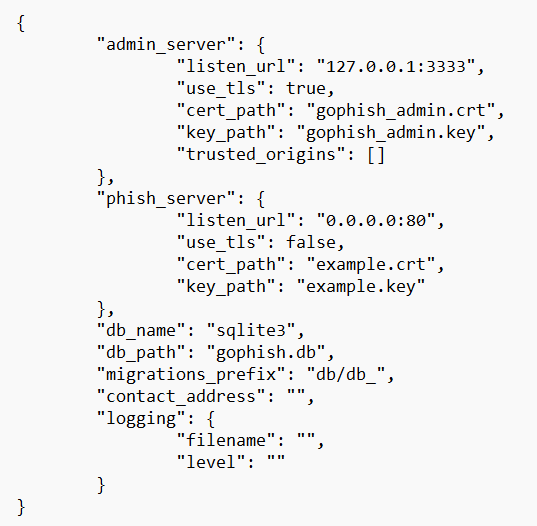 {
        "admin_server": {
                "listen_url": "127.0.0.1:3333",
                "use_tls": true,
                "cert_path": "gophish_admin.crt",
                "key_path": "gophish_admin.key",
                "trusted_origins": []
        },
        "phish_server": {
                "listen_url": "0.0.0.0:80",
                "use_tls": false,
                "cert_path": "example.crt",
                "key_path": "example.key"
        },
        "db_name": "sqlite3",
        "db_path": "gophish.db",
        "migrations_prefix": "db/db_",
        "contact_address": "",
        "logging": {
                "filename": "",
                "level": ""
        }
}